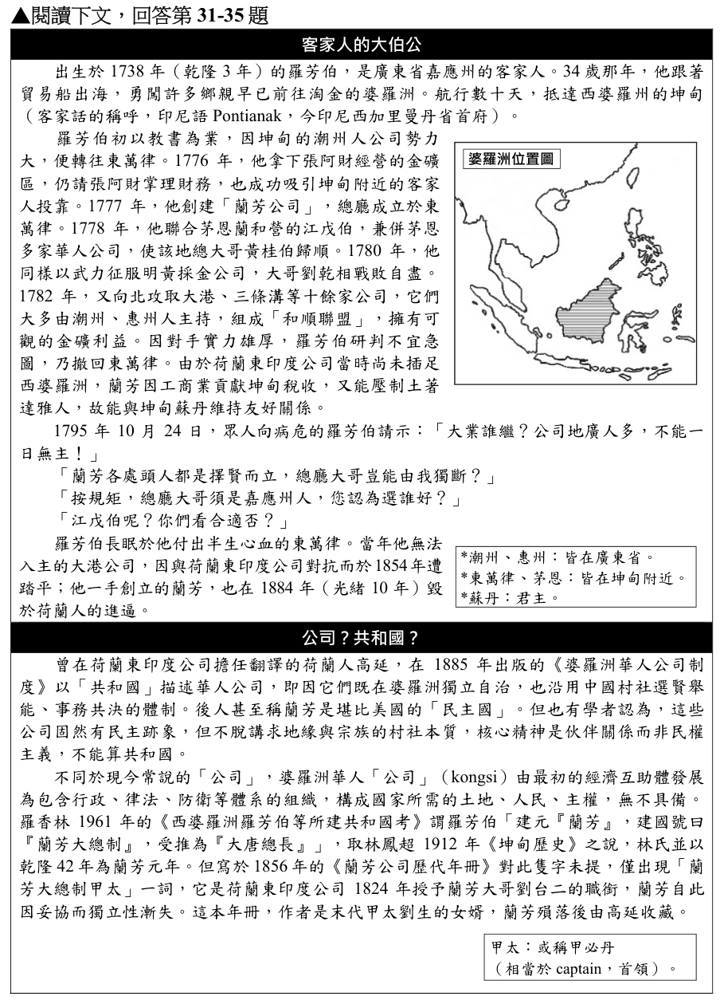 ▲閱讀下文，回答第 31-35 題
客家人的大伯公
出生於 1738 年（乾隆 3 年）的羅芳伯，是廣東省嘉應州的客家人。34 歲那年，他跟著
貿易船出海，勇闖許多鄉親早已前往淘金的婆羅洲。航行數十天，抵達西婆羅州的坤甸
（客家話的稱呼，印尼語 Pontianak，今印尼西加里曼丹省首府）。
羅芳伯初以教書為業，因坤甸的潮州人公司勢力
大，便轉往東萬律。1776 年，他拿下張阿財經營的金礦
區，仍請張阿財掌理財務，也成功吸引坤甸附近的客家
人投靠。1777 年，他創建「蘭芳公司」，總廳成立於東
萬律。1778 年，他聯合茅恩蘭和營的江戊伯，兼併茅恩
多家華人公司，使該地總大哥黃桂伯歸順。1780 年，他
同樣以武力征服明黃採金公司，大哥劉乾相戰敗自盡。
1782 年，又向北攻取大港、三條溝等十餘家公司，它們
大多由潮州、惠州人主持，組成「和順聯盟」，擁有可
觀的金礦利益。因對手實力雄厚，羅芳伯研判不宜急
圖，乃撤回東萬律。由於荷蘭東印度公司當時尚未插足
西婆羅洲，蘭芳因工商業貢獻坤甸稅收，又能壓制土著
達雅人，故能與坤甸蘇丹維持友好關係。
婆羅洲位置圖
1795 年 10 月 24 日，眾人向病危的羅芳伯請示：「大業誰繼？公司地廣人多，不能一
日無主！」
「蘭芳各處頭人都是擇賢而立，總廳大哥豈能由我獨斷？」
「按規矩，總廳大哥須是嘉應州人，您認為選誰好？」
「江戊伯呢？你們看合適否？」
羅芳伯長眠於他付出半生心血的東萬律。當年他無法
入主的大港公司，因與荷蘭東印度公司對抗而於 1854 年遭
踏平；他一手創立的蘭芳，也在 1884 年（光緒 10 年）毀
於荷蘭人的進逼。
*潮州、惠州：皆在廣東省。
*東萬律、茅恩：皆在坤甸附近。
*蘇丹：君主。
公司？共和國？
曾在荷蘭東印度公司擔任翻譯的荷蘭人高延，在 1885 年出版的《婆羅洲華人公司制
度》以「共和國」描述華人公司，即因它們既在婆羅洲獨立自治，也沿用中國村社選賢舉
能、事務共決的體制。後人甚至稱蘭芳是堪比美國的「民主國」。但也有學者認為，這些
公司固然有民主跡象，但不脫講求地緣與宗族的村社本質，核心精神是伙伴關係而非民權
主義，不能算共和國。
不同於現今常說的「公司」，婆羅洲華人「公司」（kongsi）由最初的經濟互助體發展
為包含行政、律法、防衛等體系的組織，構成國家所需的土地、人民、主權，無不具備。
羅香林 1961 年的《西婆羅洲羅芳伯等所建共和國考》謂羅芳伯「建元『蘭芳』，建國號曰
『蘭芳大總制』，受推為『大唐總長』」，取林鳳超 1912 年《坤甸歷史》之說，林氏並以
乾隆 42 年為蘭芳元年。但寫於 1856 年的《蘭芳公司歷代年冊》對此隻字未提，僅出現「蘭
芳大總制甲太」一詞，它是荷蘭東印度公司 1824 年授予蘭芳大哥劉台二的職銜，蘭芳自此
因妥協而獨立性漸失。這本年冊，作者是末代甲太劉生的女婿，蘭芳殞落後由高延收藏。
甲太：或稱甲必丹
（相當於 captain，首領）。